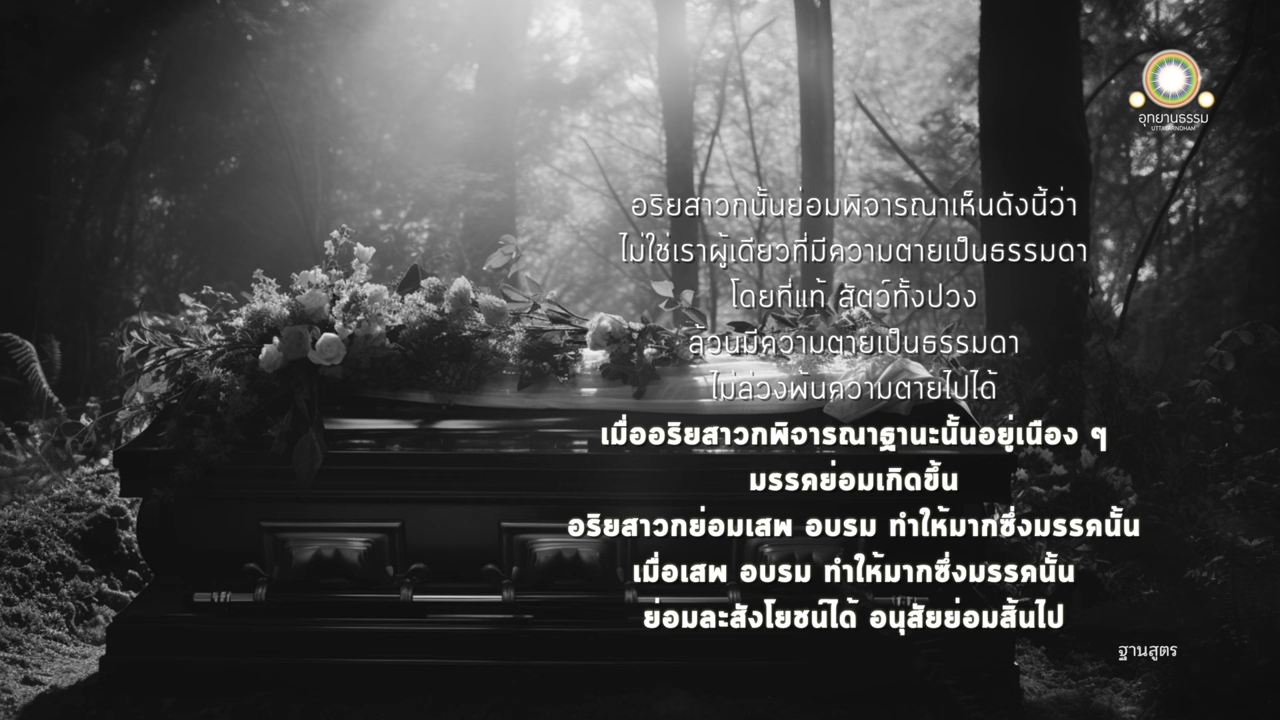 อุทยานธรรม
UTTAYARNDHAM
อริยสาวกนั้นย่อมพิจารณาเห็นดังนี้ว่า
ไม่ใช่เราผู้เดียวที่มีความตายเป็นธรรมดา
โดยที่แท้ สัตว์ทั้งปวง
ล้วนมีความตายเป็นธรรมดา
ไม่ล่วงพ้นความตายไปได้
เมื่ออริยสาวกพิจารณาฐานะนั้นอยู่เนือง ๆ
มรรคย่อมเกิดขึ้น
อริยสาวกย่อมเสพ อบรม ทำให้มากซึ่งมรรคนั้น
เมื่อเสพ อบรม ทำให้มากซึ่งมรรคนั้น
ย่อมละสังโยชน์ได้ อนุสัยย่อมสิ้นไป
ฐานสูตร